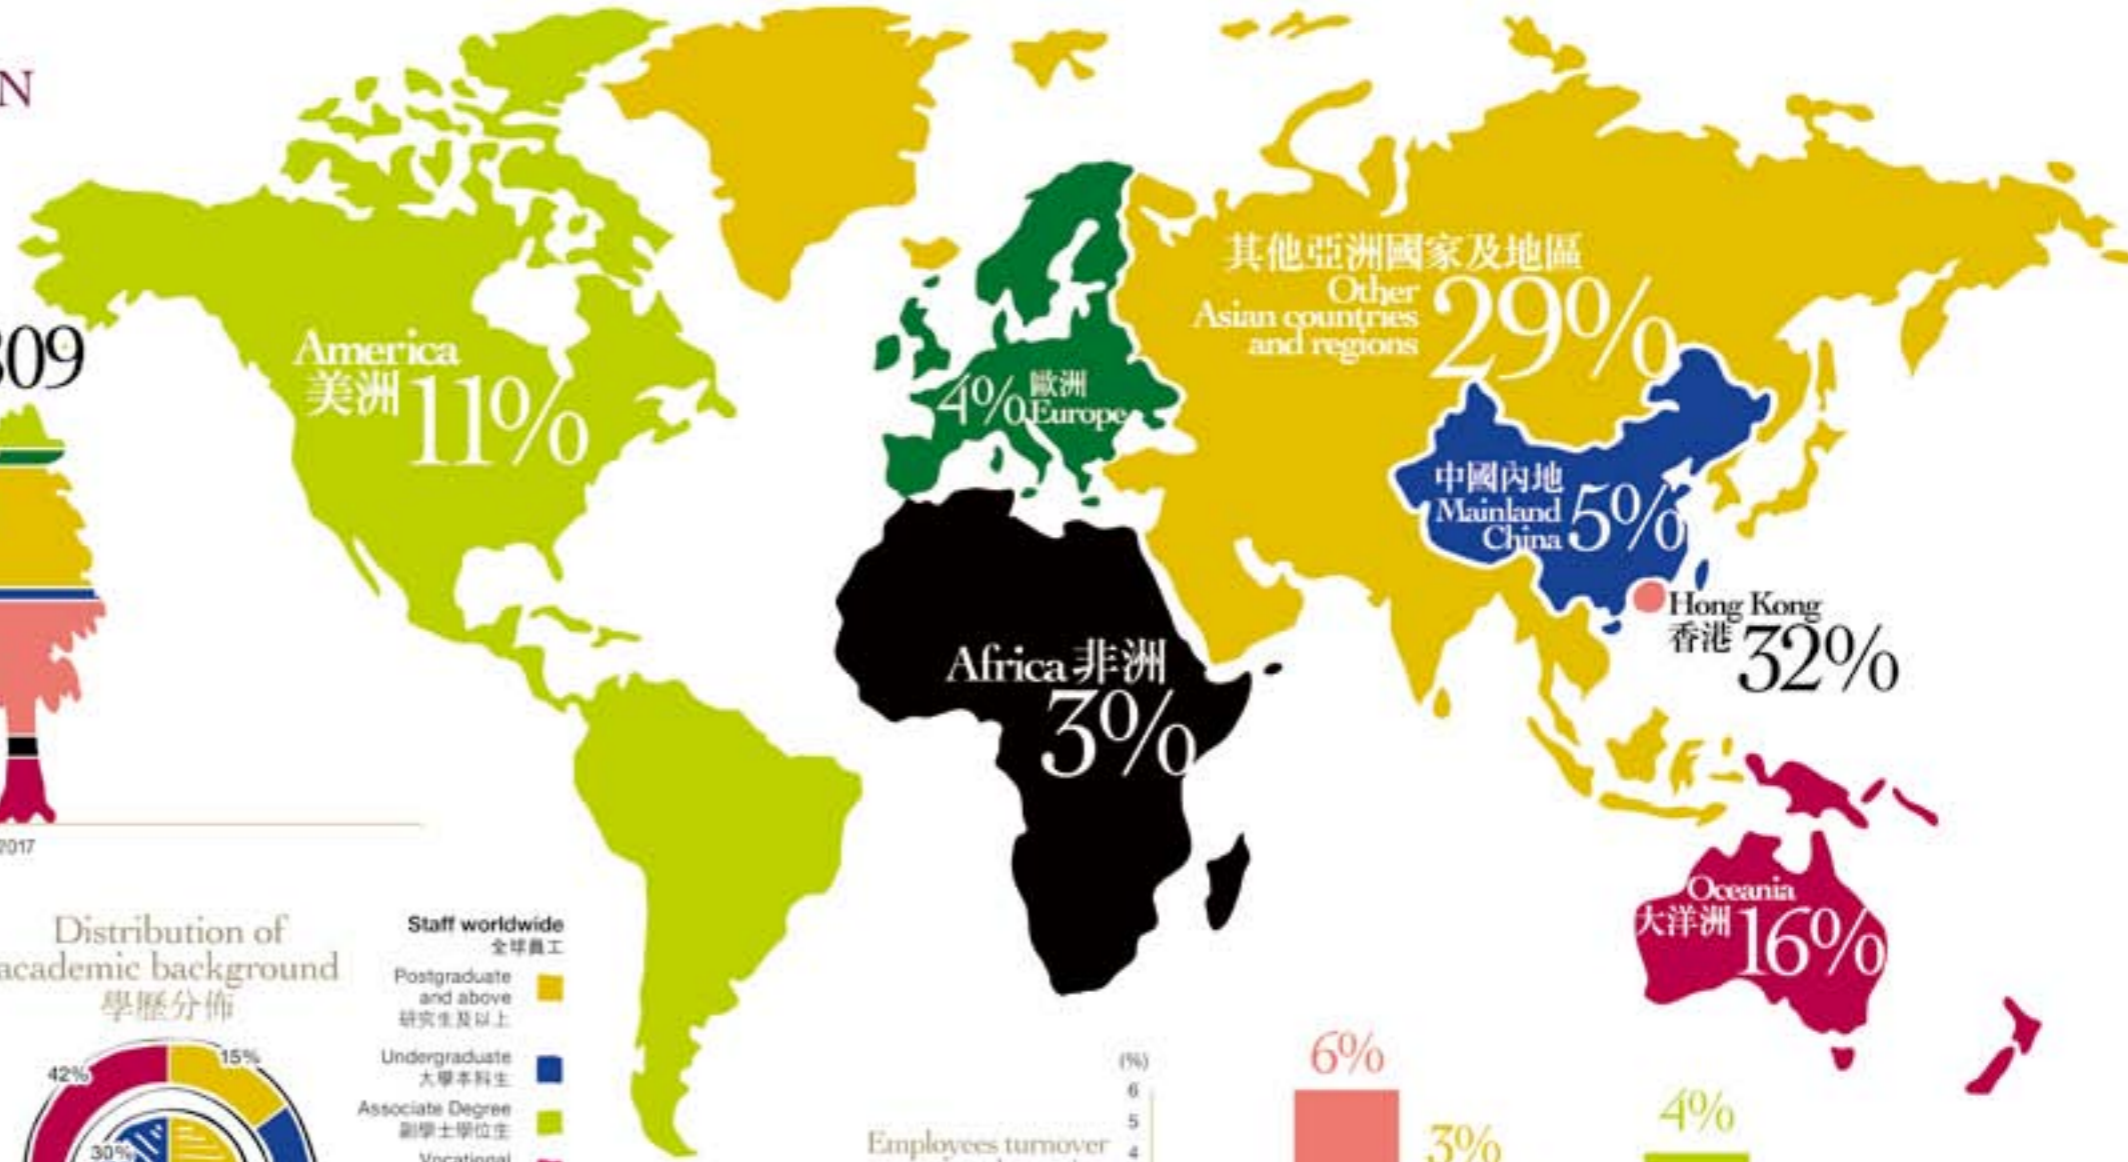 N
809
America
美洲 11%
其他亞洲國家及地區
Other
Asian countries
and regions
29%
4% 歐洲
Europe
中國內地
Mainland
China
5%
Hong Kong
香港 32%
Africa 非洲
3%
Oceania
大洋洲 16%
2017
Distribution of
academic background
學歷分佈
42%
15%
30%
Staff worldwide
全球員工
Postgraduate
and above
研究生及以上
Undergraduate
大學本科生
Associate Degree
副學士學位生
Vocational
Employees turnover
(%)
6
5
4
6%
3%
4%